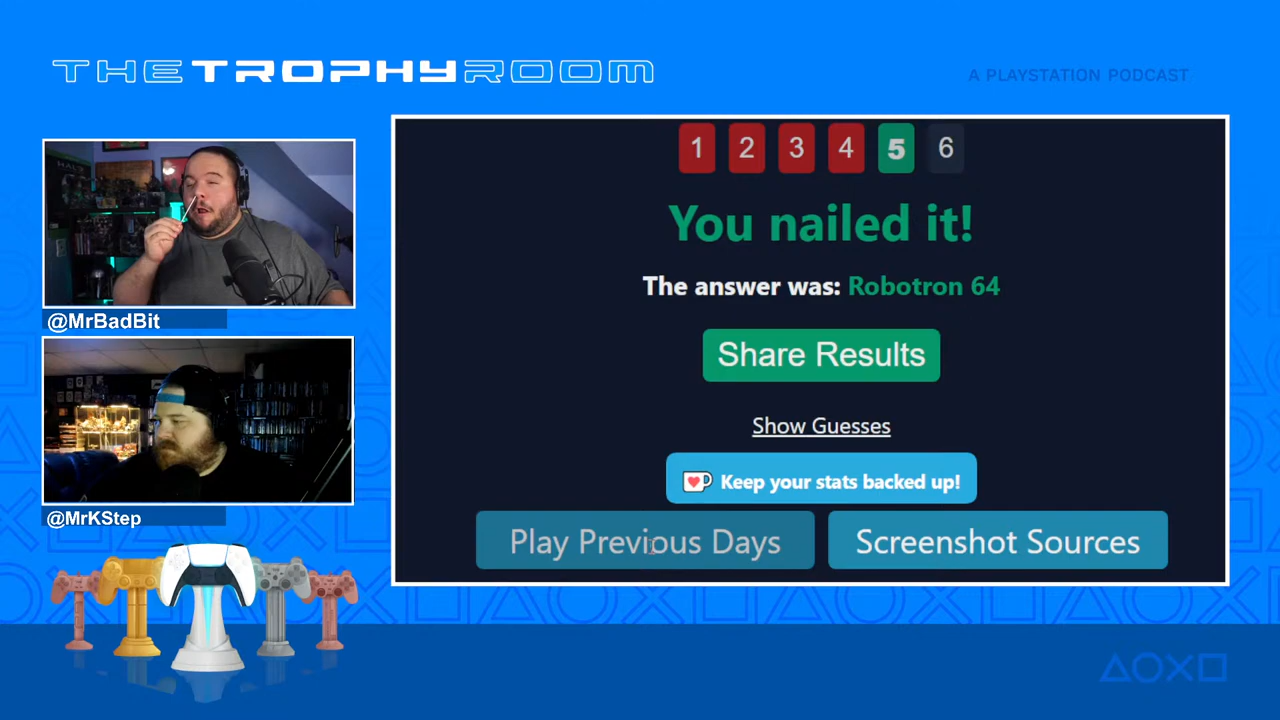 THETROPHYROOM
A PLAYSTATION PODCAST
1 2 3 4 5 6
You nailed it!
The answer was: Robotron 64
Share Results
Show Guesses
Keep your stats backed up!
Play Previous Days
Screenshot Sources
@MrBadBit
@MrKStep